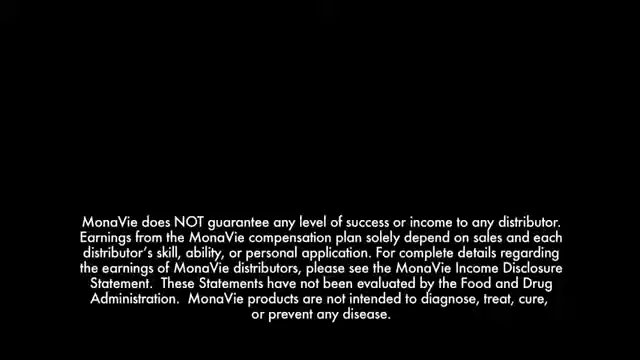 MonaVie does NOT guarantee any level of success or income to any distributor.
Earnings from the MonaVie compensation plan solely depend on sales and each
distributor's skill, ability, or personal application. For complete details regarding
the earnings of MonaVie distributors, please see the MonaVie Income Disclosure
Statement.  These Statements have not been evaluated by the Food and Drug
Administration.  MonaVie products are not intended to diagnose, treat, cure,
or prevent any disease.